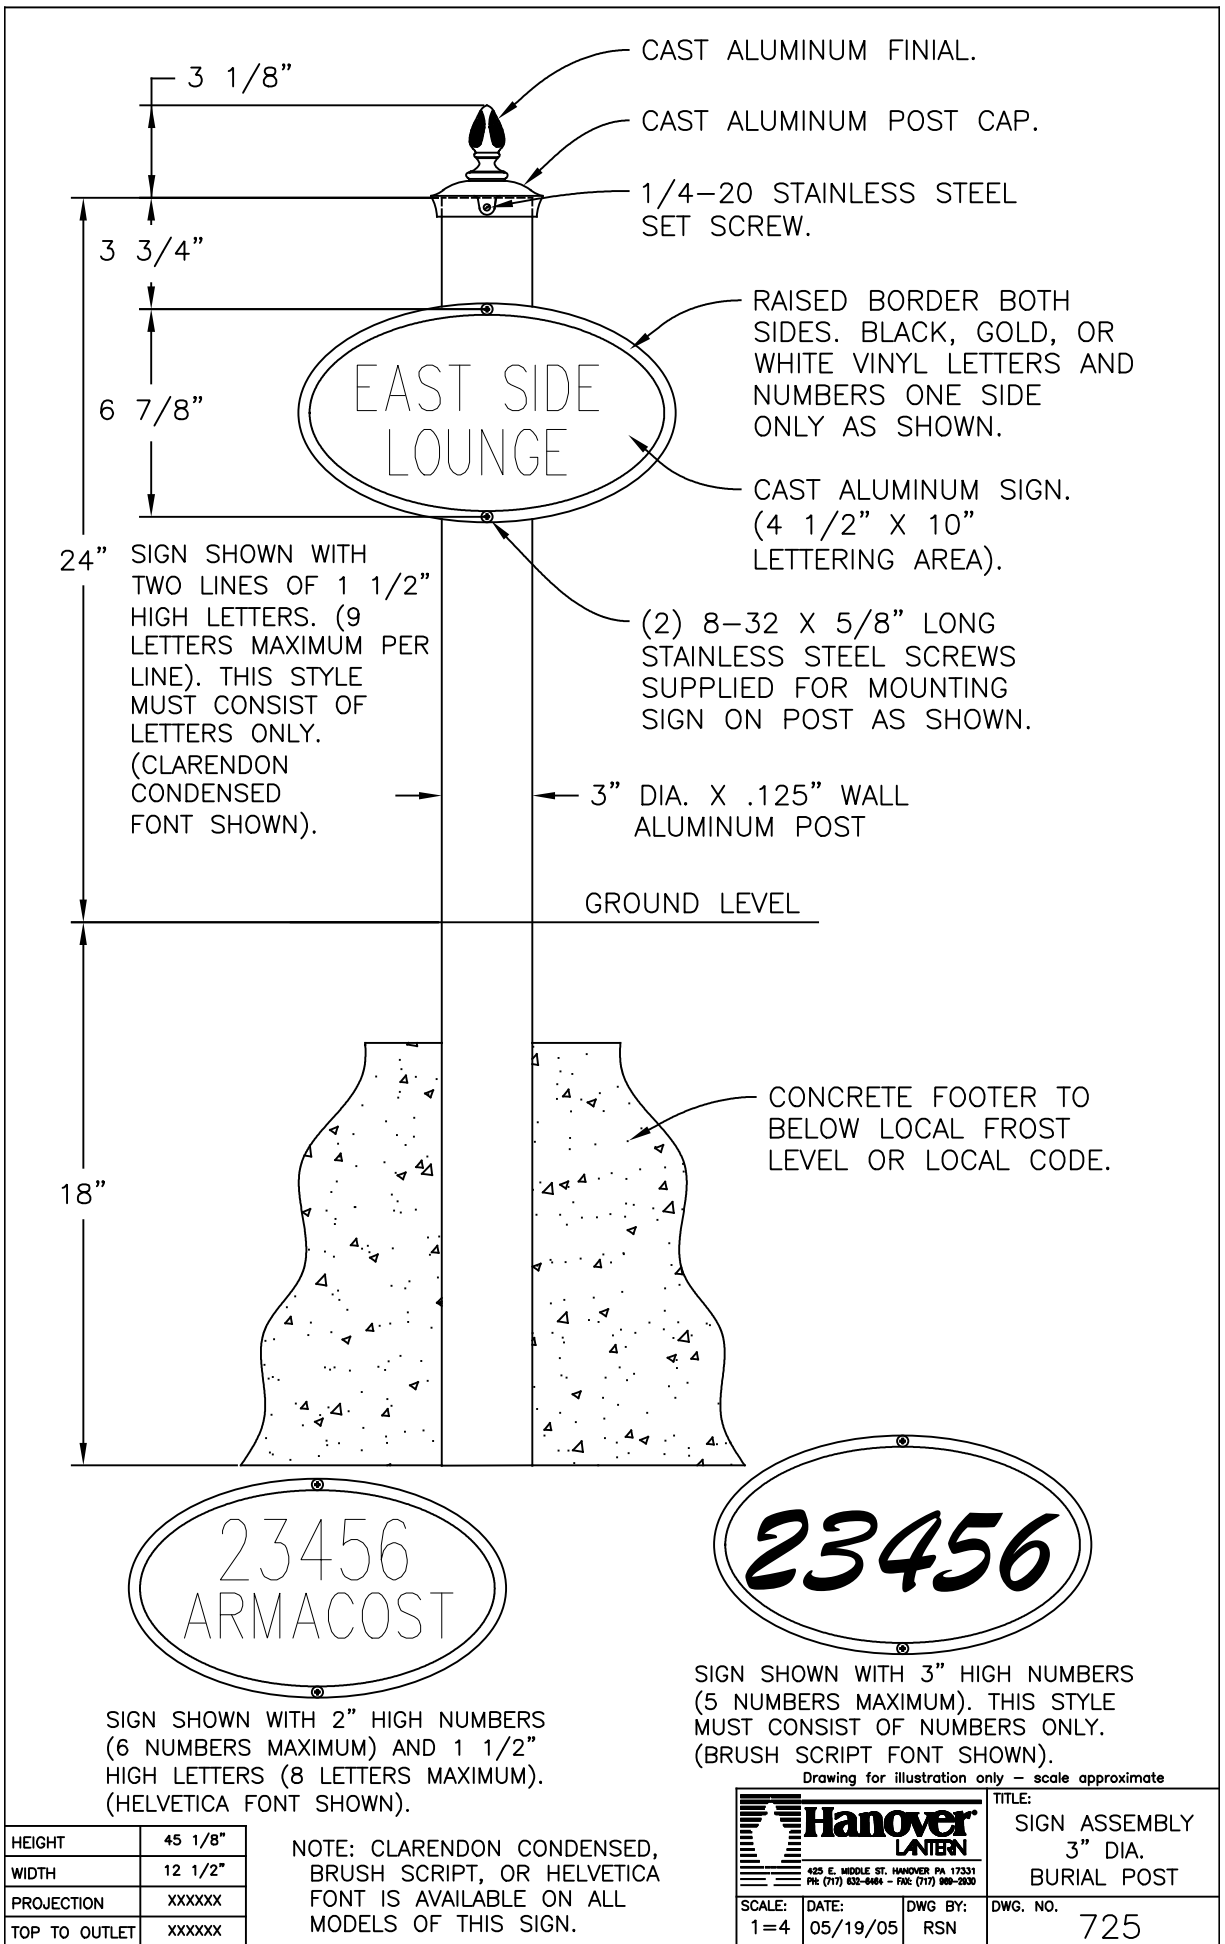 3 1/8”
CAST ALUMINUM FINIAL.
CAST ALUMINUM POST CAP.
1/4–20 STAINLESS STEEL
SET SCREW.
3 3/4”
RAISED BORDER BOTH
SIDES. BLACK, GOLD, OR
WHITE VINYL LETTERS AND
NUMBERS ONE SIDE
ONLY AS SHOWN.
6 7/8”
EAST SIDE
LOUNGE
CAST ALUMINUM SIGN.
(4 1/2” X 10”
LETTERING AREA).
24”
SIGN SHOWN WITH
TWO LINES OF 1 1/2”
HIGH LETTERS. (9
LETTERS MAXIMUM PER
LINE). THIS STYLE
MUST CONSIST OF
LETTERS ONLY.
(CLARENDON
CONDENSED
FONT SHOWN).
(2) 8–32 X 5/8” LONG
STAINLESS STEEL SCREWS
SUPPLIED FOR MOUNTING
SIGN ON POST AS SHOWN.
3” DIA. X .125” WALL
ALUMINUM POST
GROUND LEVEL
18”
CONCRETE FOOTER TO
BELOW LOCAL FROST
LEVEL OR LOCAL CODE.
23456
ARMACOST
SIGN SHOWN WITH 2” HIGH NUMBERS
(6 NUMBERS MAXIMUM) AND 1 1/2”
HIGH LETTERS (8 LETTERS MAXIMUM).
(HELVETICA FONT SHOWN).
23456
SIGN SHOWN WITH 3” HIGH NUMBERS
(5 NUMBERS MAXIMUM). THIS STYLE
MUST CONSIST OF NUMBERS ONLY.
(BRUSH SCRIPT FONT SHOWN).
Drawing for illustration only – scale approximate
HEIGHT 45 1/8”
WIDTH 12 1/2”
PROJECTION XXXXXX
TOP TO OUTLET XXXXXX
NOTE: CLARENDON CONDENSED,
BRUSH SCRIPT, OR HELVETICA
FONT IS AVAILABLE ON ALL
MODELS OF THIS SIGN.
Hanover
LANTERN
425 E. MIDDLE ST. HANOVER PA 17331
PH: (717) 632–6464 – FAX: (717) 989–2930
TITLE:
SIGN ASSEMBLY
3” DIA.
BURIAL POST
SCALE: 1=4
DATE: 05/19/05
DWG BY: RSN
DWG. NO. 725